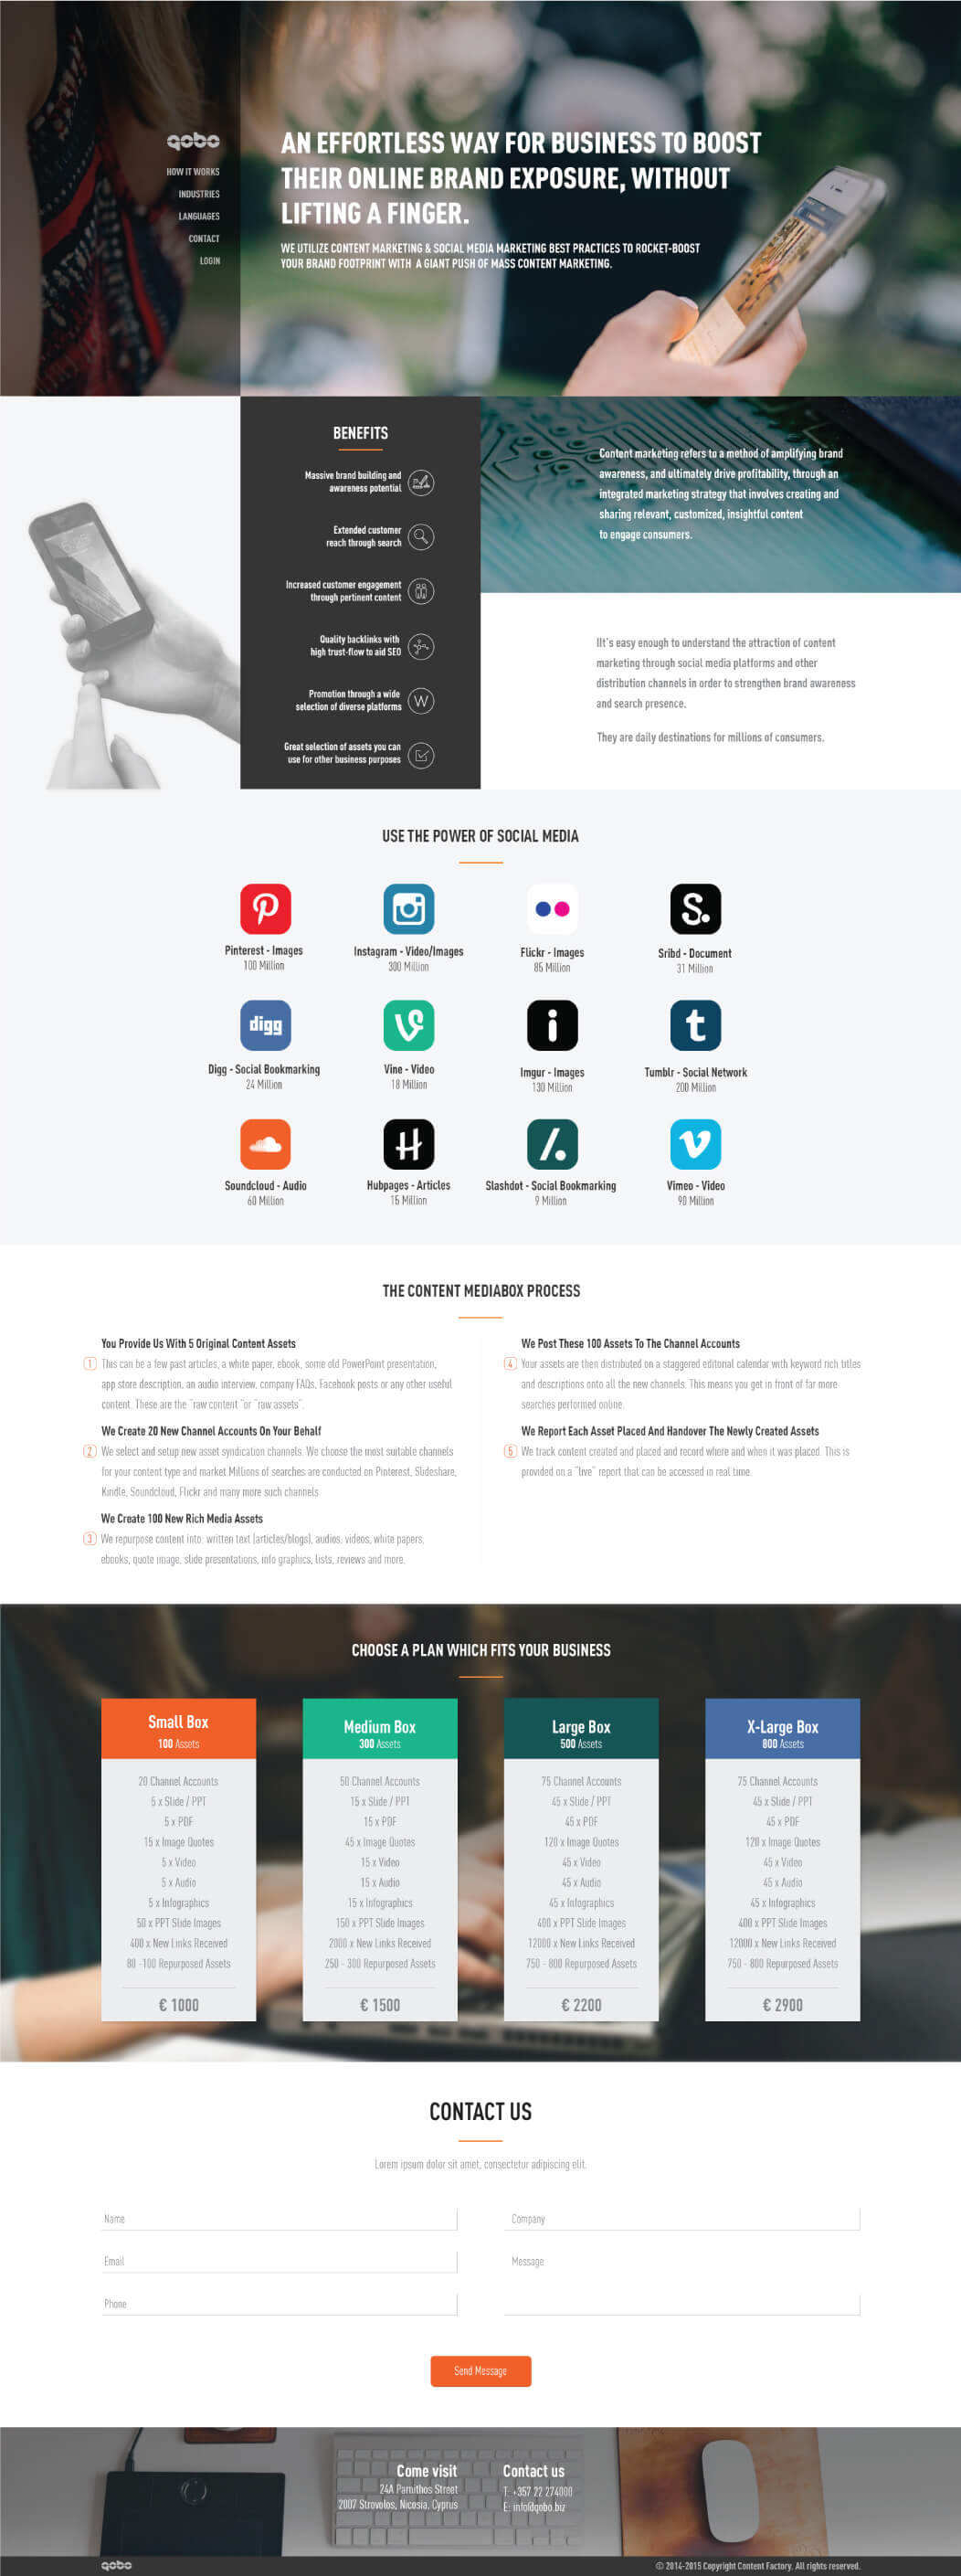 qobo
HOW IT WORKS
INDUSTRIES
LANGUAGES
CONTACT
LOGIN
AN EFFORTLESS WAY FOR BUSINESS TO BOOST
THEIR ONLINE BRAND EXPOSURE, WITHOUT
LIFTING A FINGER.
WE UTILIZE CONTENT MARKETING & SOCIAL MEDIA MARKETING BEST PRACTICES TO ROCKET-BOOST
YOUR BRAND FOOTPRINT WITH A GIANT PUSH OF MASS CONTENT MARKETING.
BENEFITS
Massive brand building and
awareness potential
Extended customer
reach through search
Increased customer engagement
through pertinent content
Quality backlinks with
high trust-flow to aid SEO
Promotion through a wide
selection of diverse platforms
W
Great selection of assets you can
use for other business purposes
Content marketing refers to a method of amplifying brand
awareness, and ultimately drive profitability, through an
integrated marketing strategy that involves creating and
sharing relevant, customized, insightful content
to engage consumers.
IIt's easy enough to understand the attraction of content
marketing through social media platforms and other
distribution channels in order to strengthen brand awareness
and search presence.
They are daily destinations for millions of consumers.
USE THE POWER OF SOCIAL MEDIA
S.
Pinterest - Images
100 Million
Instagram - Video/Images
300 Million
Flickr - Images
85 Million
Sribd - Document
31 Million
digg
i
t
Digg - Social Bookmarking
24 Million
Vine - Video
18 Million
Imgur - Images
130 Million
Tumblr - Social Network
200 Million
H
/.
v
Soundcloud - Audio
60 Million
Hubpages - Articles
15 Million
Slashdot - Social Bookmarking
9 Million
Vimeo - Video
90 Million
THE CONTENT MEDIABOX PROCESS
You Provide Us With 5 Original Content Assets
1 This can be a few past articles, a white paper, ebook, some old PowerPoint presentation,
app store description, an audio interview, company FAQs, Facebook posts or any other useful
content. These are the "raw content "or "raw assets".
We Create 20 New Channel Accounts On Your Behalf
2 We select and setup new asset syndication channels. We choose the most suitable channels
for your content type and market Millions of searches are conducted on Pinterest, Slideshare,
Kindle, Soundcloud, Flickr and many more such channels
We Create 100 New Rich Media Assets
3 We repurpose content into: written text (articles/blogs), audios, videos, white papers,
ebooks, quote image, slide presentations, info graphics, lists, reviews and more.
We Post These 100 Assets To The Channel Accounts
4 Your assets are then distributed on a staggered editorial calendar with keyword rich titles
and descriptions onto all the new channels. This means you get in front of far more
searches performed online.
We Report Each Asset Placed And Handover The Newly Created Assets
5 We track content created and placed and record where and when it was placed. This is
provided on a "live" report that can be accessed in real time.
CHOOSE A PLAN WHICH FITS YOUR BUSINESS
Small Box
100 Assets
20 Channel Accounts
5 x Slide / PPT
5 x PDF
15 x Image Quotes
5 x Video
5 x Audio
5 x Infographics
50 x PPT Slide Images
400 x New Links Received
80 -100 Repurposed Assets
€ 1000
Medium Box
300 Assets
50 Channel Accounts
15 x Slide / PPT
15 x PDF
45 x Image Quotes
15 x Video
15 x Audio
15 x Infographics
150 x PPT Slide Images
2000 x New Links Received
250 - 300 Repurposed Assets
€ 1500
Large Box
500 Assets
75 Channel Accounts
45 x Slide / PPT
45 x PDF
120 x Image Quotes
45 x Video
45 x Audio
45 x Infographics
400 x PPT Slide Images
12000 x New Links Received
750 - 800 Repurposed Assets
€ 2200
X-Large Box
800 Assets
75 Channel Accounts
45 x Slide / PPT
45 x PDF
120 x Image Quotes
45 x Video
45 x Audio
45 x Infographics
400 x PPT Slide Images
12000 x New Links Received
750 - 800 Repurposed Assets
€ 2900
CONTACT US
Lorem ipsum dolor sit amet, consectetur adipiscing elit.
Name
Company
Email
Message
Phone
Send Message
Come visit
24A Parnithos Street
2007 Strovolos, Nicosia, Cyprus
Contact us
T: +357 22 274000
E: info@qobo.biz
qobo
© 2014-2015 Copyright Content Factory. All rights reserved.